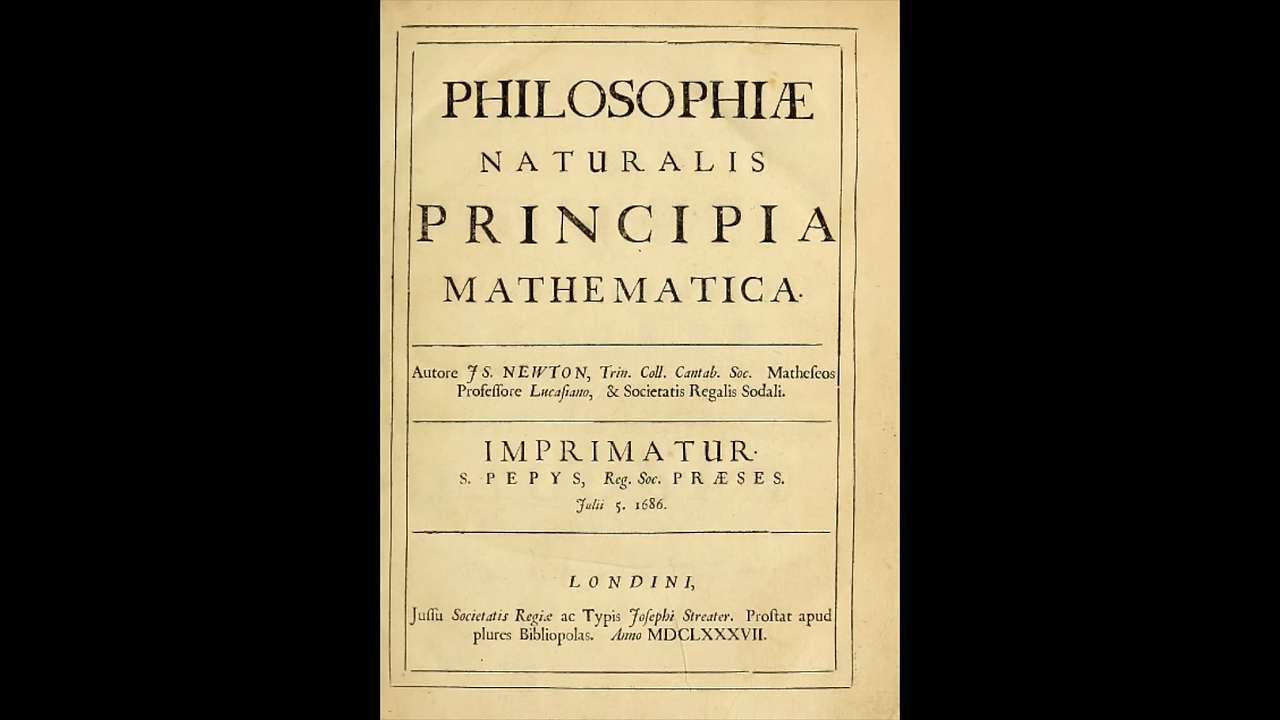 PHILOSOPHIÆ
NATURALIS
PRINCIPIA
MATHEMATICA.
Autore JS. NEWTON, Trin. Coll. Cantab. Soc. Matheſeos
Profeſſore Lucaſiano, & Societatis Regalis Sodali.
IMPRIMATUR.
S. PEPYS, Reg. Soc. PRÆSES.
Julii 5. 1686.
LONDINI,
Juſſu Societatis Regiæ ac Typis Joſephi Streater. Proſtat apud
plures Bibliopolas. Anno MDCLXXXVII.